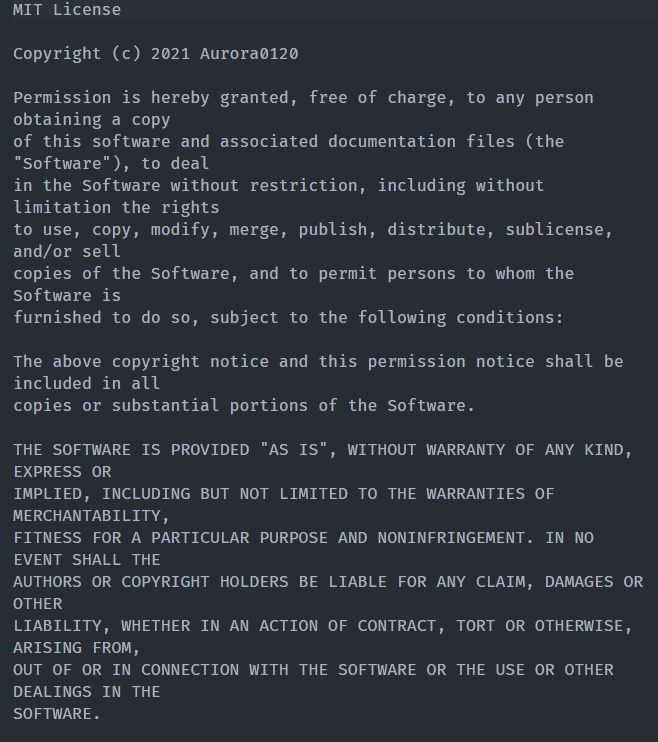 MIT License
Copyright (c) 2021 Aurora0120
Permission is hereby granted, free of charge, to any person
obtaining a copy
of this software and associated documentation files (the
"Software"), to deal
in the Software without restriction, including without
limitation the rights
to use, copy, modify, merge, publish, distribute, sublicense,
and/or sell
copies of the Software, and to permit persons to whom the
Software is
furnished to do so, subject to the following conditions:
The above copyright notice and this permission notice shall be
included in all
copies or substantial portions of the Software.
THE SOFTWARE IS PROVIDED "AS IS", WITHOUT WARRANTY OF ANY KIND,
EXPRESS OR
IMPLIED, INCLUDING BUT NOT LIMITED TO THE WARRANTIES OF
MERCHANTABILITY,
FITNESS FOR A PARTICULAR PURPOSE AND NONINFRINGEMENT. IN NO
EVENT SHALL THE
AUTHORS OR COPYRIGHT HOLDERS BE LIABLE FOR ANY CLAIM, DAMAGES OR
OTHER
LIABILITY, WHETHER IN AN ACTION OF CONTRACT, TORT OR OTHERWISE,
ARISING FROM,
OUT OF OR IN CONNECTION WITH THE SOFTWARE OR THE USE OR OTHER
DEALINGS IN THE
SOFTWARE.